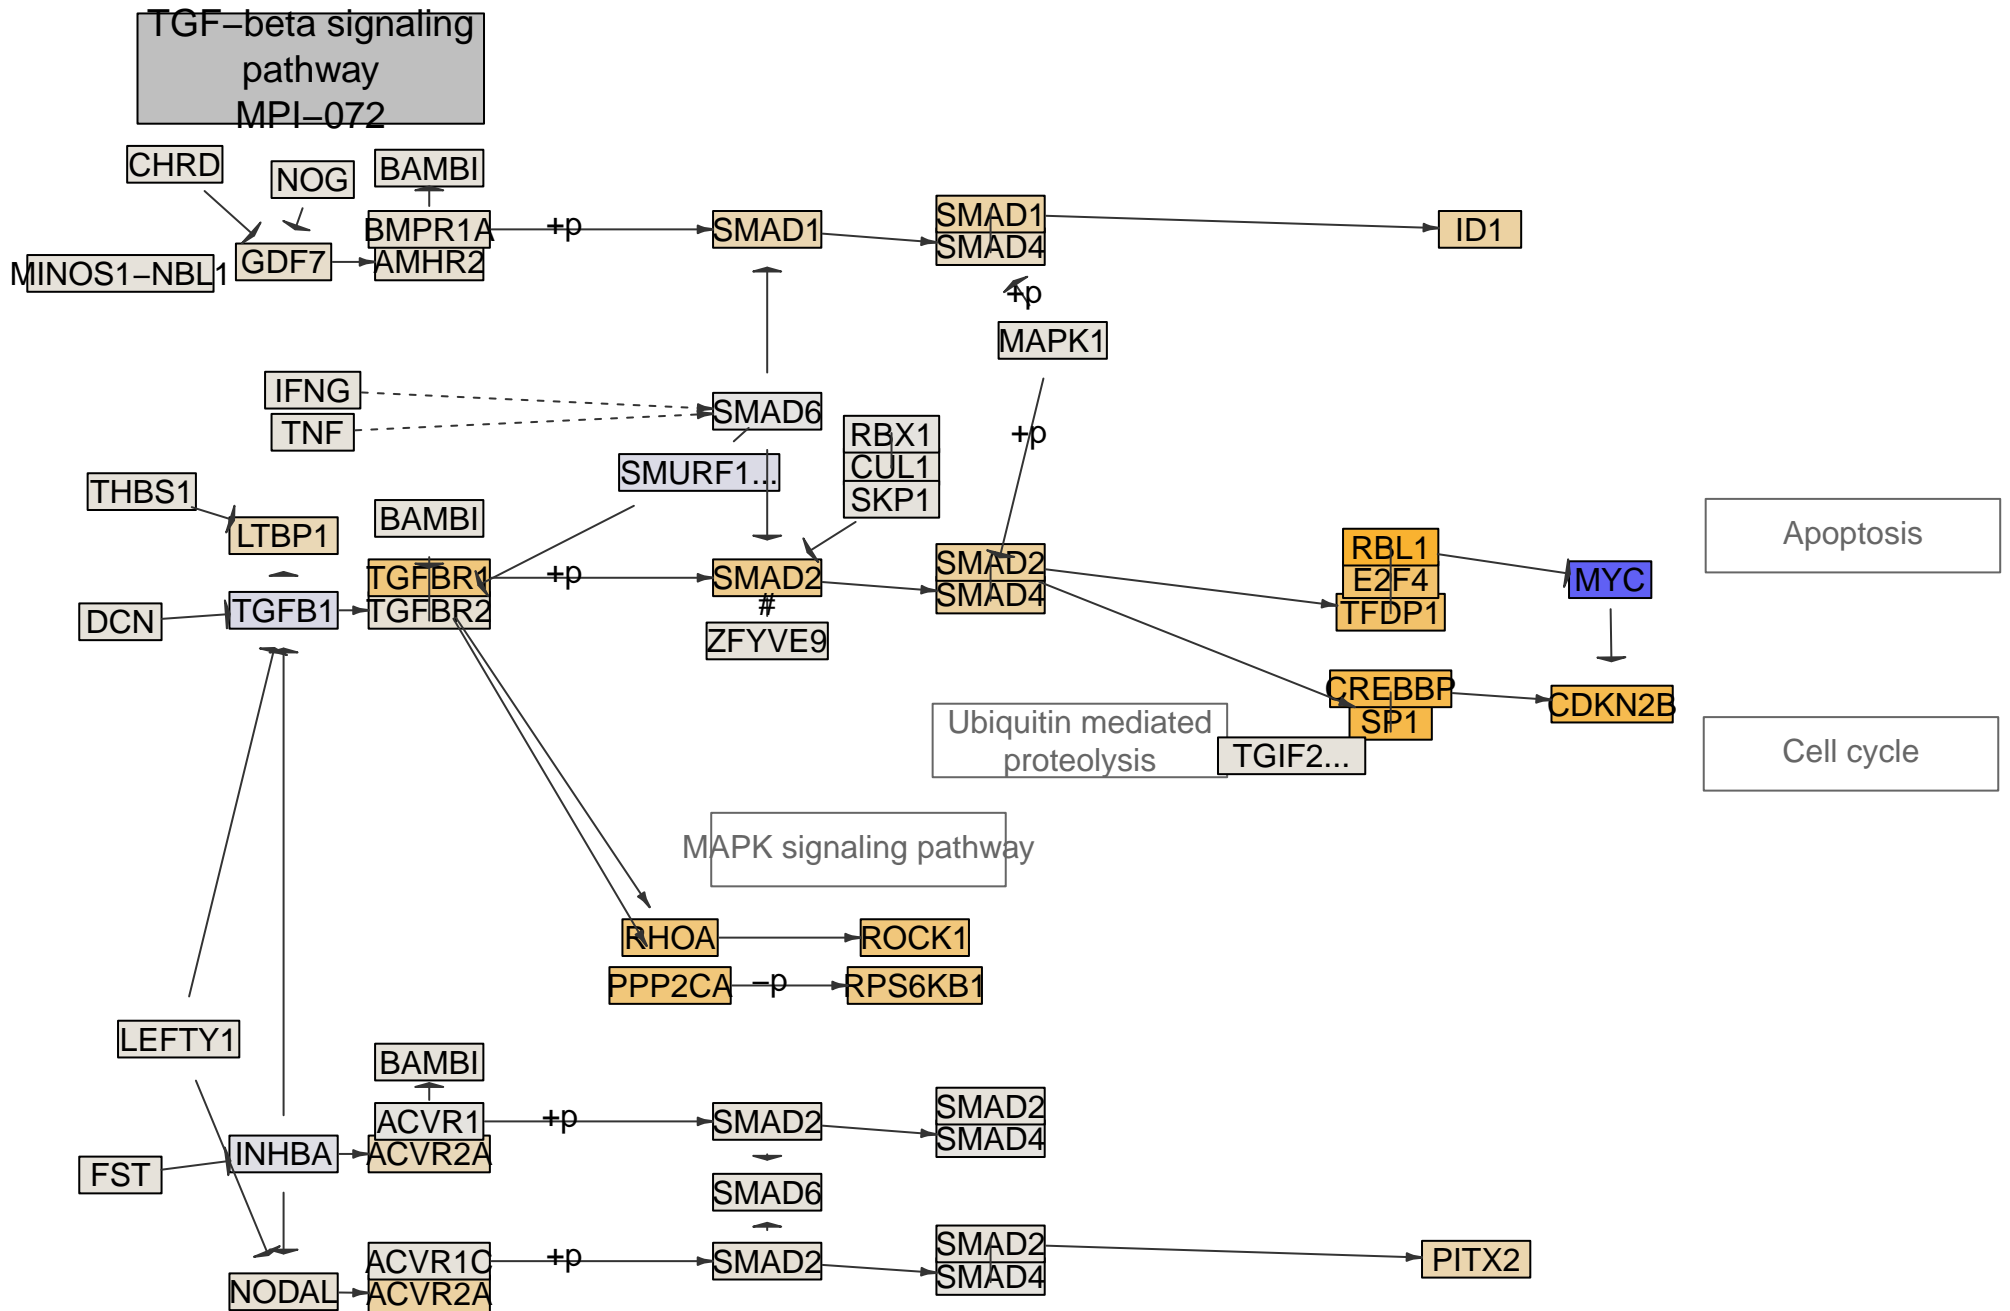 TGF−beta signaling
pathway
MPI−072
CHRD
NOG
BAMBI
BMPR1A
AMHR2
GDF7
MINOS1−NBL1
+p
SMAD1
SMAD1
SMAD4
ID1
+p
MAPK1
IFNG
TNF
SMAD6
SMURF1...
RBX1
CUL1
SKP1
+p
THBS1
LTBP1
BAMBI
TGFBR1
TGFBR2
TGFB1
DCN
+p
SMAD2
#
ZFYVE9
SMAD2
SMAD4
RBL1
E2F4
TFDP1
MYC
Apoptosis
CREBBP
SP1
CDKN2B
Ubiquitin mediated
proteolysis
TGIF2...
Cell cycle
MAPK signaling pathway
RHOA
ROCK1
PPP2CA
−p
RPS6KB1
LEFTY1
BAMBI
ACVR1
ACVR2A
INHBA
FST
+p
SMAD2
SMAD2
SMAD4
SMAD6
ACVR1C
ACVR2A
NODAL
+p
SMAD2
SMAD2
SMAD4
PITX2